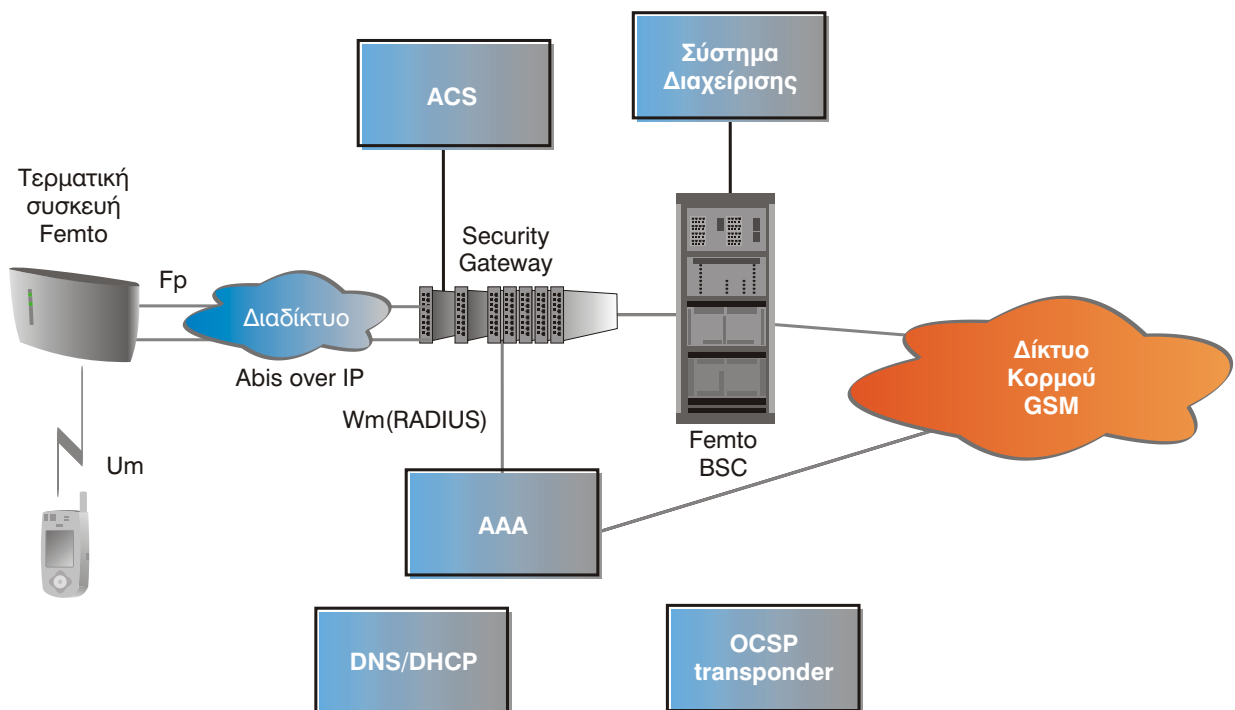 ACS
Σύστημα
Διαχείρισης
Τερματική
συσκευή
Femto
Security
Gateway
Fp
Διαδίκτυο
Abis over IP
Δίκτυο
Κορμού
GSM
Wm(RADIUS)
Femto
BSC
Um
AAA
DNS/DHCP
OCSP
transponder